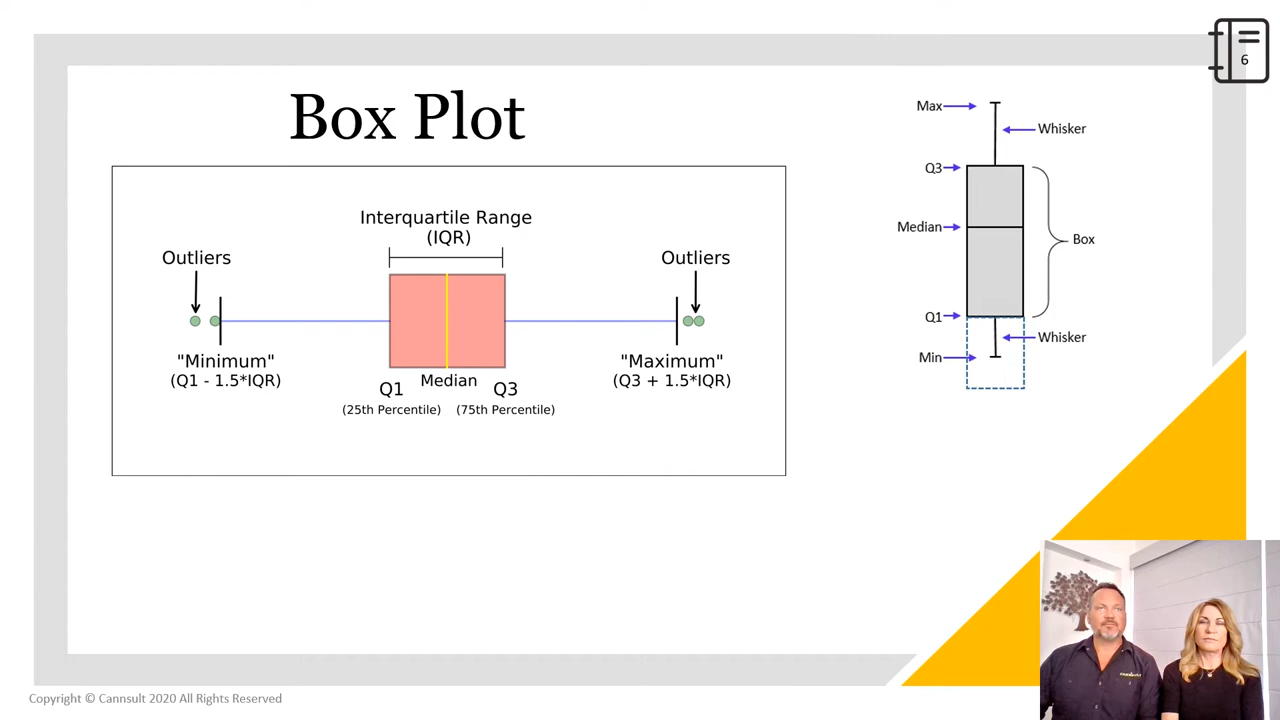 6
Box Plot
Interquartile Range
(IQR)
Outliers
Outliers
"Minimum"
(Q1 - 1.5*IQR)
"Maximum"
(Q3 + 1.5*IQR)
Q1
Median
Q3
(25th Percentile)
(75th Percentile)
Max
Whisker
Q3
Median
Box
Q1
Whisker
Min
Copyright © Cannsult 2020 All Rights Reserved